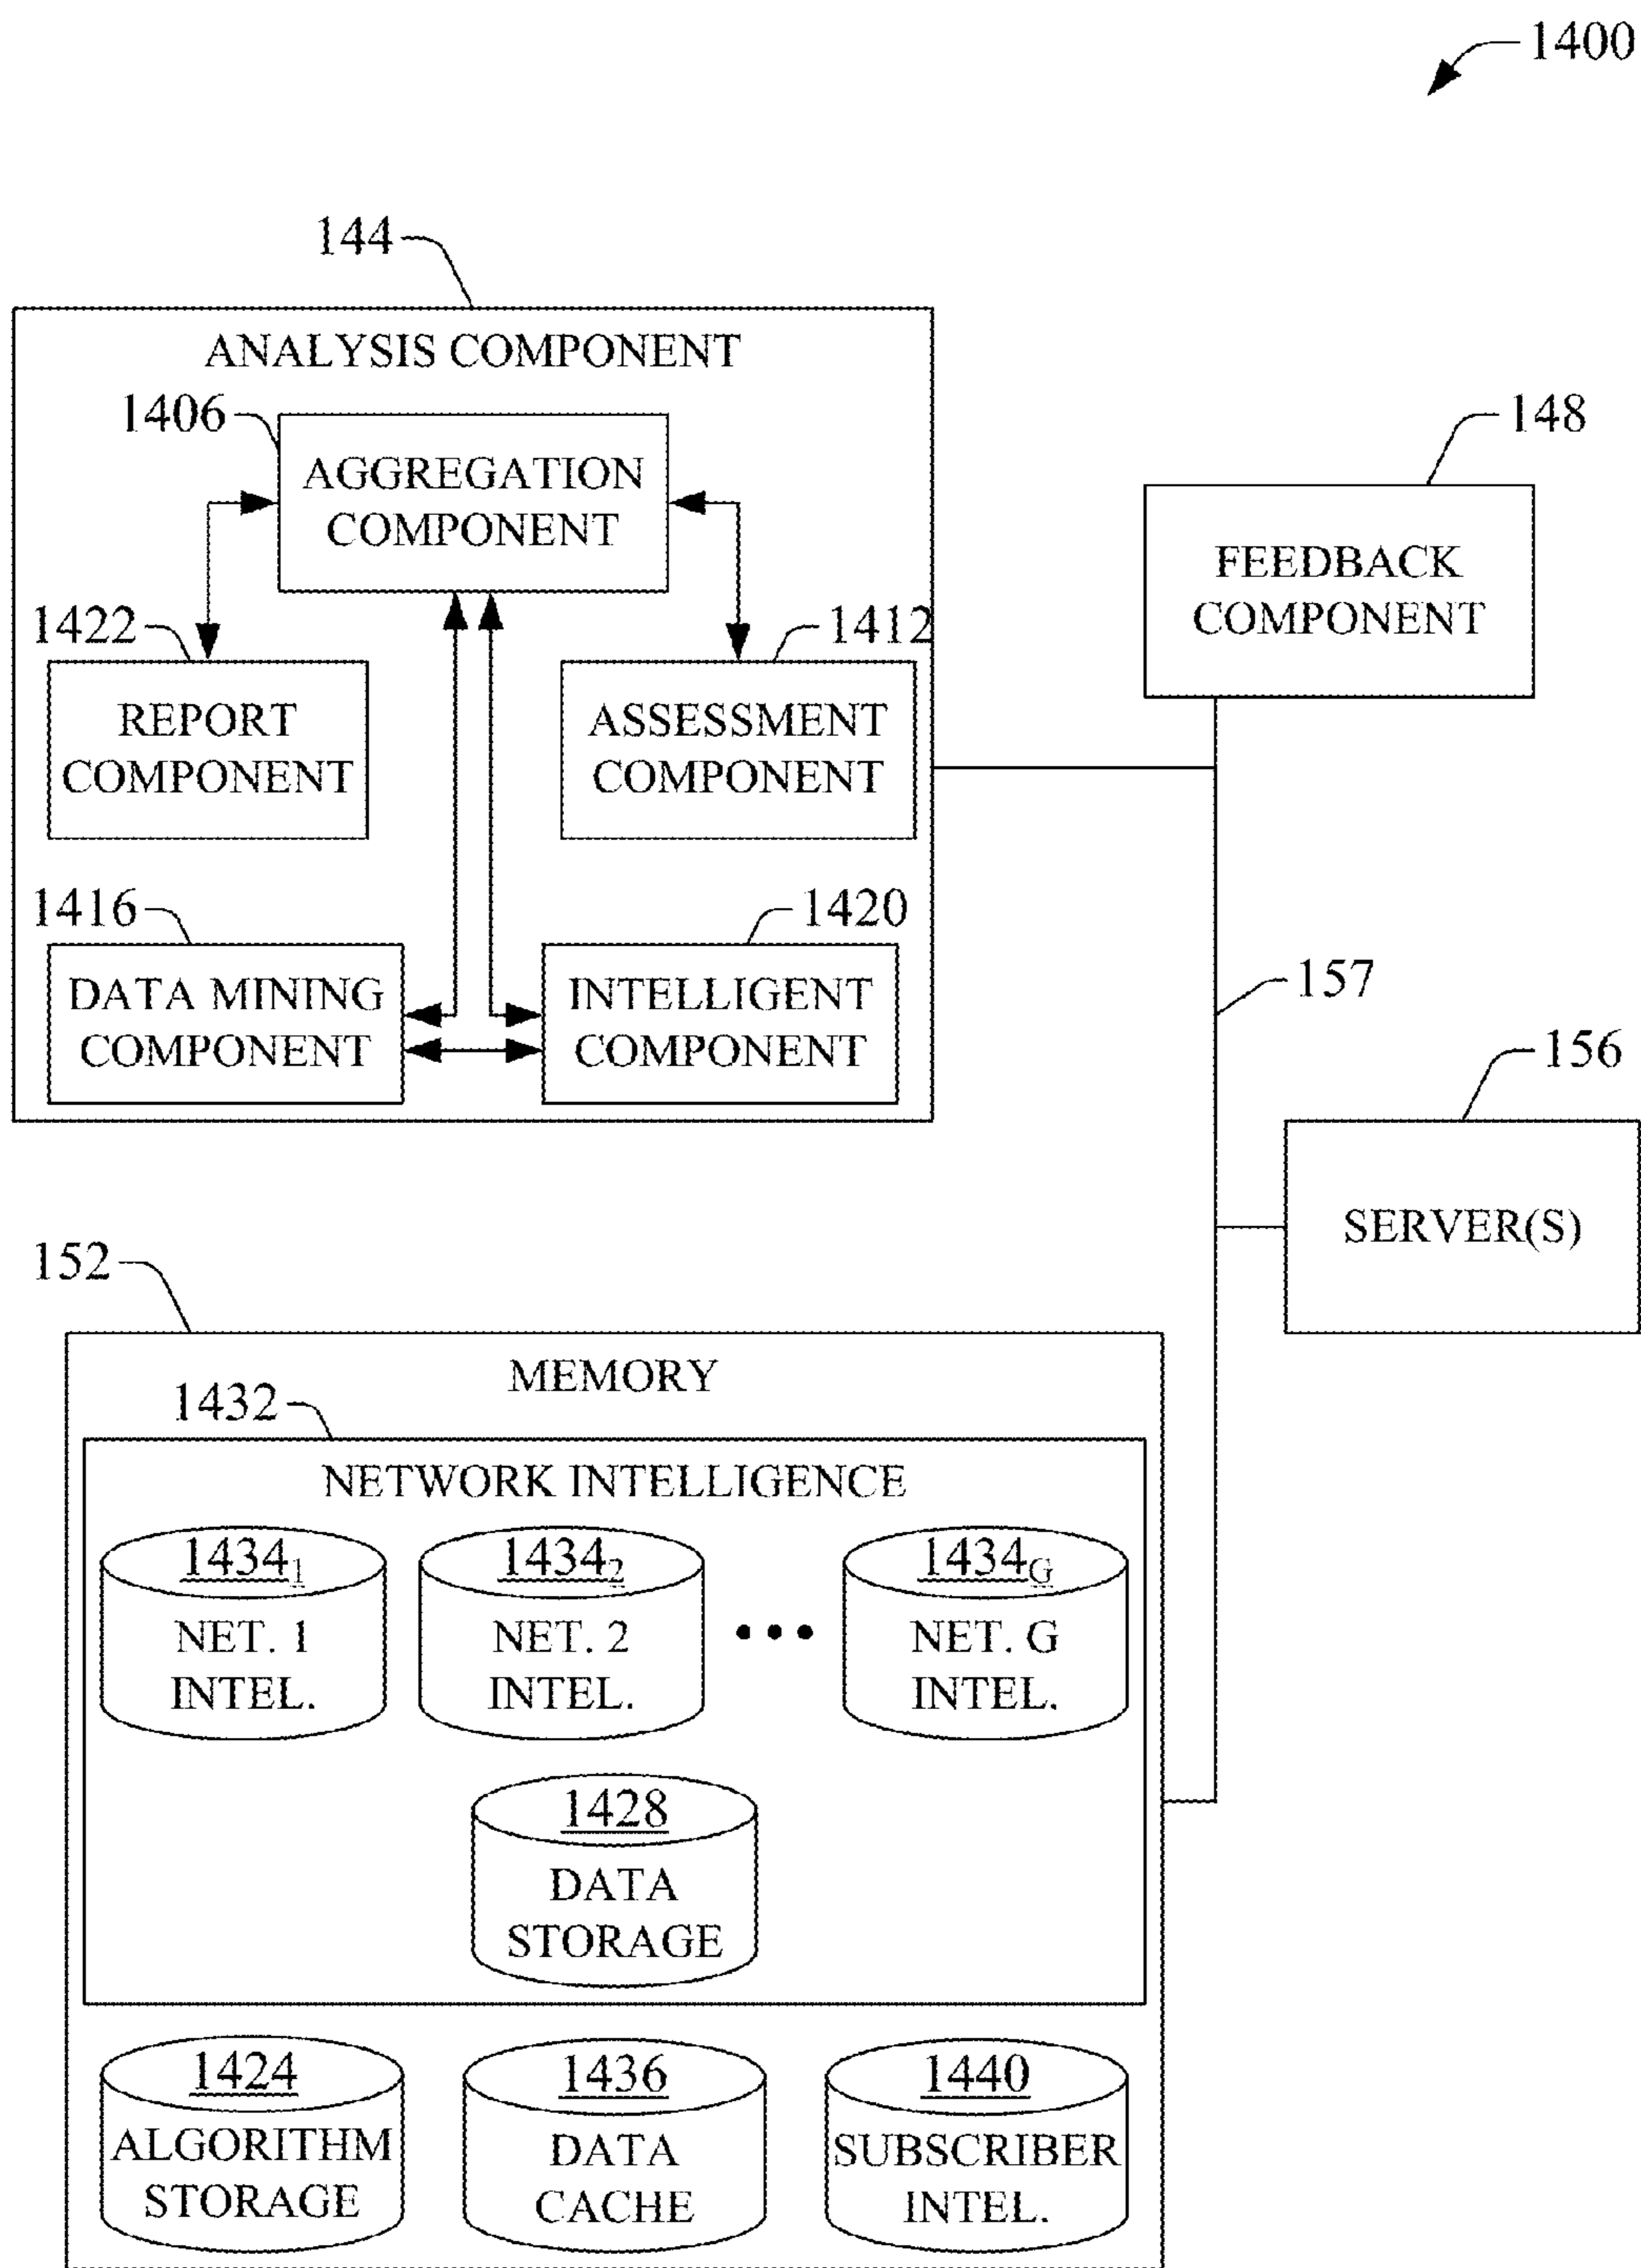 1400
144
ANALYSIS COMPONENT
1406
AGGREGATION
COMPONENT
148
FEEDBACK
COMPONENT
1422
REPORT
COMPONENT
1412
ASSESSMENT
COMPONENT
1416
DATA MINING
COMPONENT
1420
INTELLIGENT
COMPONENT
157
156
SERVER(S)
152
MEMORY
1432
NETWORK INTELLIGENCE
1434₁
NET. 1
INTEL.
1434₂
NET. 2
INTEL.
• • •
1434G
NET. G
INTEL.
1428
DATA
STORAGE
1424
ALGORITHM
STORAGE
1436
DATA
CACHE
1440
SUBSCRIBER
INTEL.